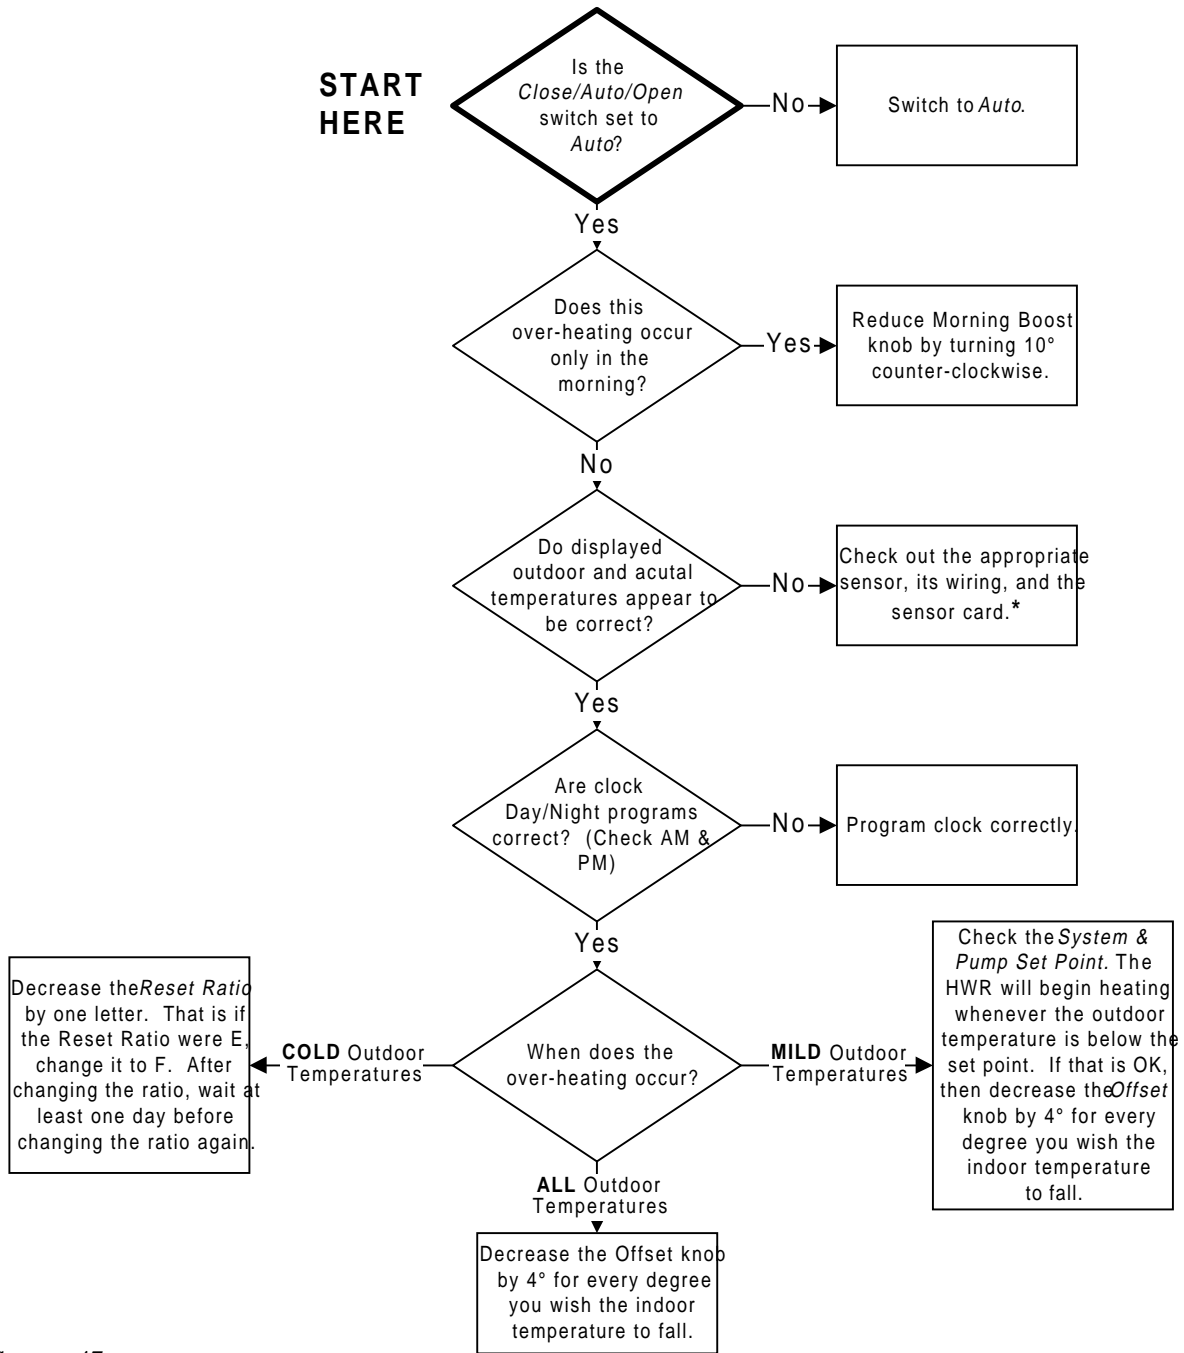 START
HERE
Is the
Close/Auto/Open
switch set to
Auto?
No
Switch to Auto.
Yes
Does this
over-heating occur
only in the
morning?
Yes
Reduce Morning Boost
knob by turning 10°
counter-clockwise.
No
Do displayed
outdoor and acutal
temperatures appear to
be correct?
No
Check out the appropriate
sensor, its wiring, and the
sensor card.*
Yes
Are clock
Day/Night programs
correct? (Check AM &
PM)
No
Program clock correctly.
Yes
When does the
over-heating occur?
COLD Outdoor
Temperatures
Decrease the Reset Ratio
by one letter. That is if
the Reset Ratio were E,
change it to F. After
changing the ratio, wait at
least one day before
changing the ratio again.
MILD Outdoor
Temperatures
Check the System &
Pump Set Point. The
HWR will begin heating
whenever the outdoor
temperature is below the
set point. If that is OK,
then decrease the Offset
knob by 4° for every
degree you wish the
indoor temperature
to fall.
ALL Outdoor
Temperatures
Decrease the Offset knob
by 4° for every degree
you wish the indoor
temperature to fall.